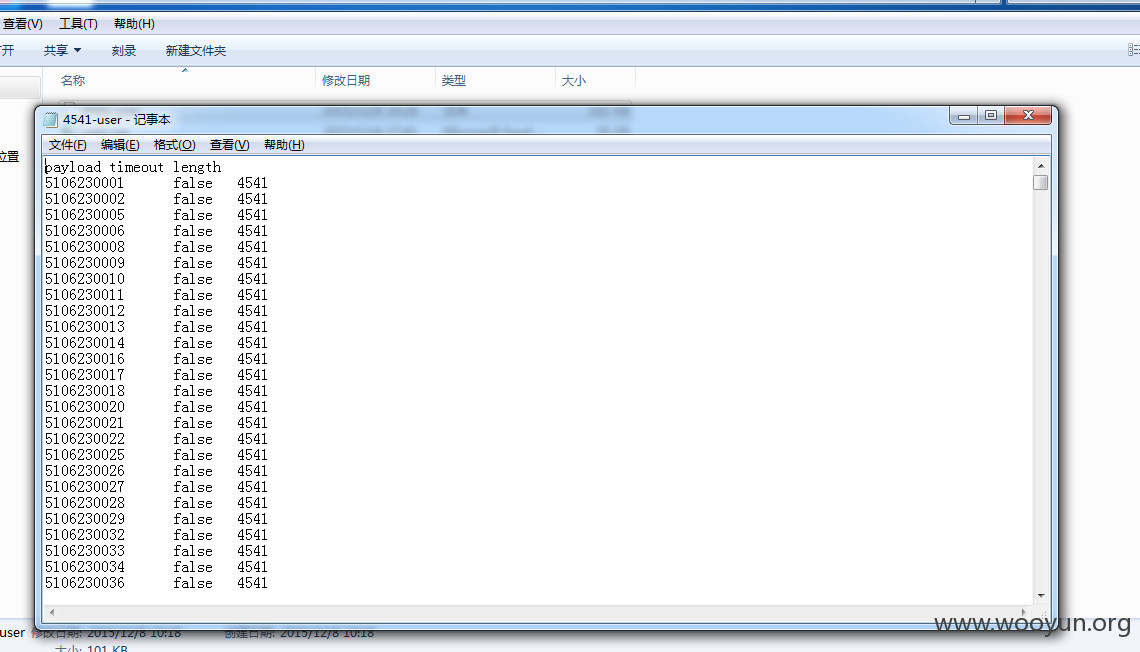 查看(V) 工具(T) 帮助(H)
开 共享 刻录 新建文件夹
名称 修改日期 类型 大小
4541-user - 记事本
文件(F) 编辑(E) 格式(O) 查看(V) 帮助(H)
位置
payload timeout length
5106230001 false 4541
5106230002 false 4541
5106230005 false 4541
5106230006 false 4541
5106230008 false 4541
5106230009 false 4541
5106230010 false 4541
5106230011 false 4541
5106230012 false 4541
5106230013 false 4541
5106230014 false 4541
5106230016 false 4541
5106230017 false 4541
5106230018 false 4541
5106230020 false 4541
5106230021 false 4541
5106230022 false 4541
5106230025 false 4541
5106230026 false 4541
5106230027 false 4541
5106230028 false 4541
5106230029 false 4541
5106230032 false 4541
5106230033 false 4541
5106230034 false 4541
5106230036 false 4541
www.wooyun.org
user 修改日期: 2015/12/8 10:18 创建日期: 2015/12/8 10:18
大小: 101 KB